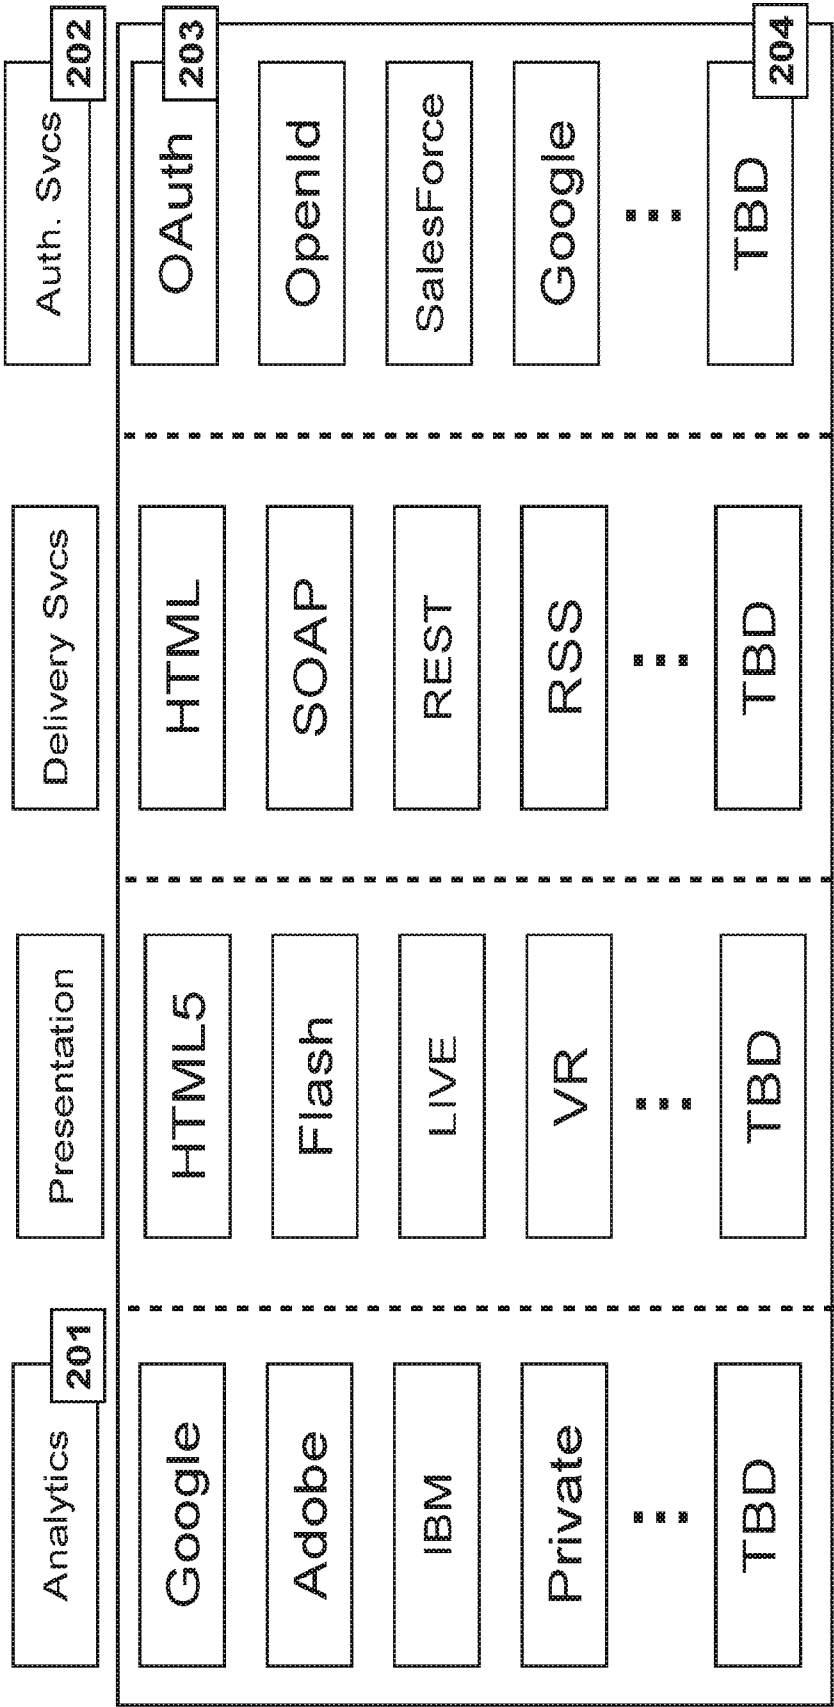 Analytics
201
Google
Adobe
IBM
Private
...
TBD
Presentation
HTML5
Flash
LIVE
VR
...
TBD
Delivery Svcs
HTML
SOAP
REST
RSS
...
TBD
Auth. Svcs
202
OAuth
203
OpenId
SalesForce
Google
...
TBD
204